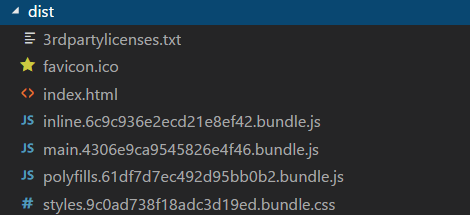 dist
3rdpartylicenses.txt
favicon.ico
index.html
inline.6c9c936e2ecd21e8ef42.bundle.js
main.4306e9ca9545826e4f46.bundle.js
polyfills.61df7d7ec492d95bb0b2.bundle.js
styles.9c0ad738f18adc3d19ed.bundle.css